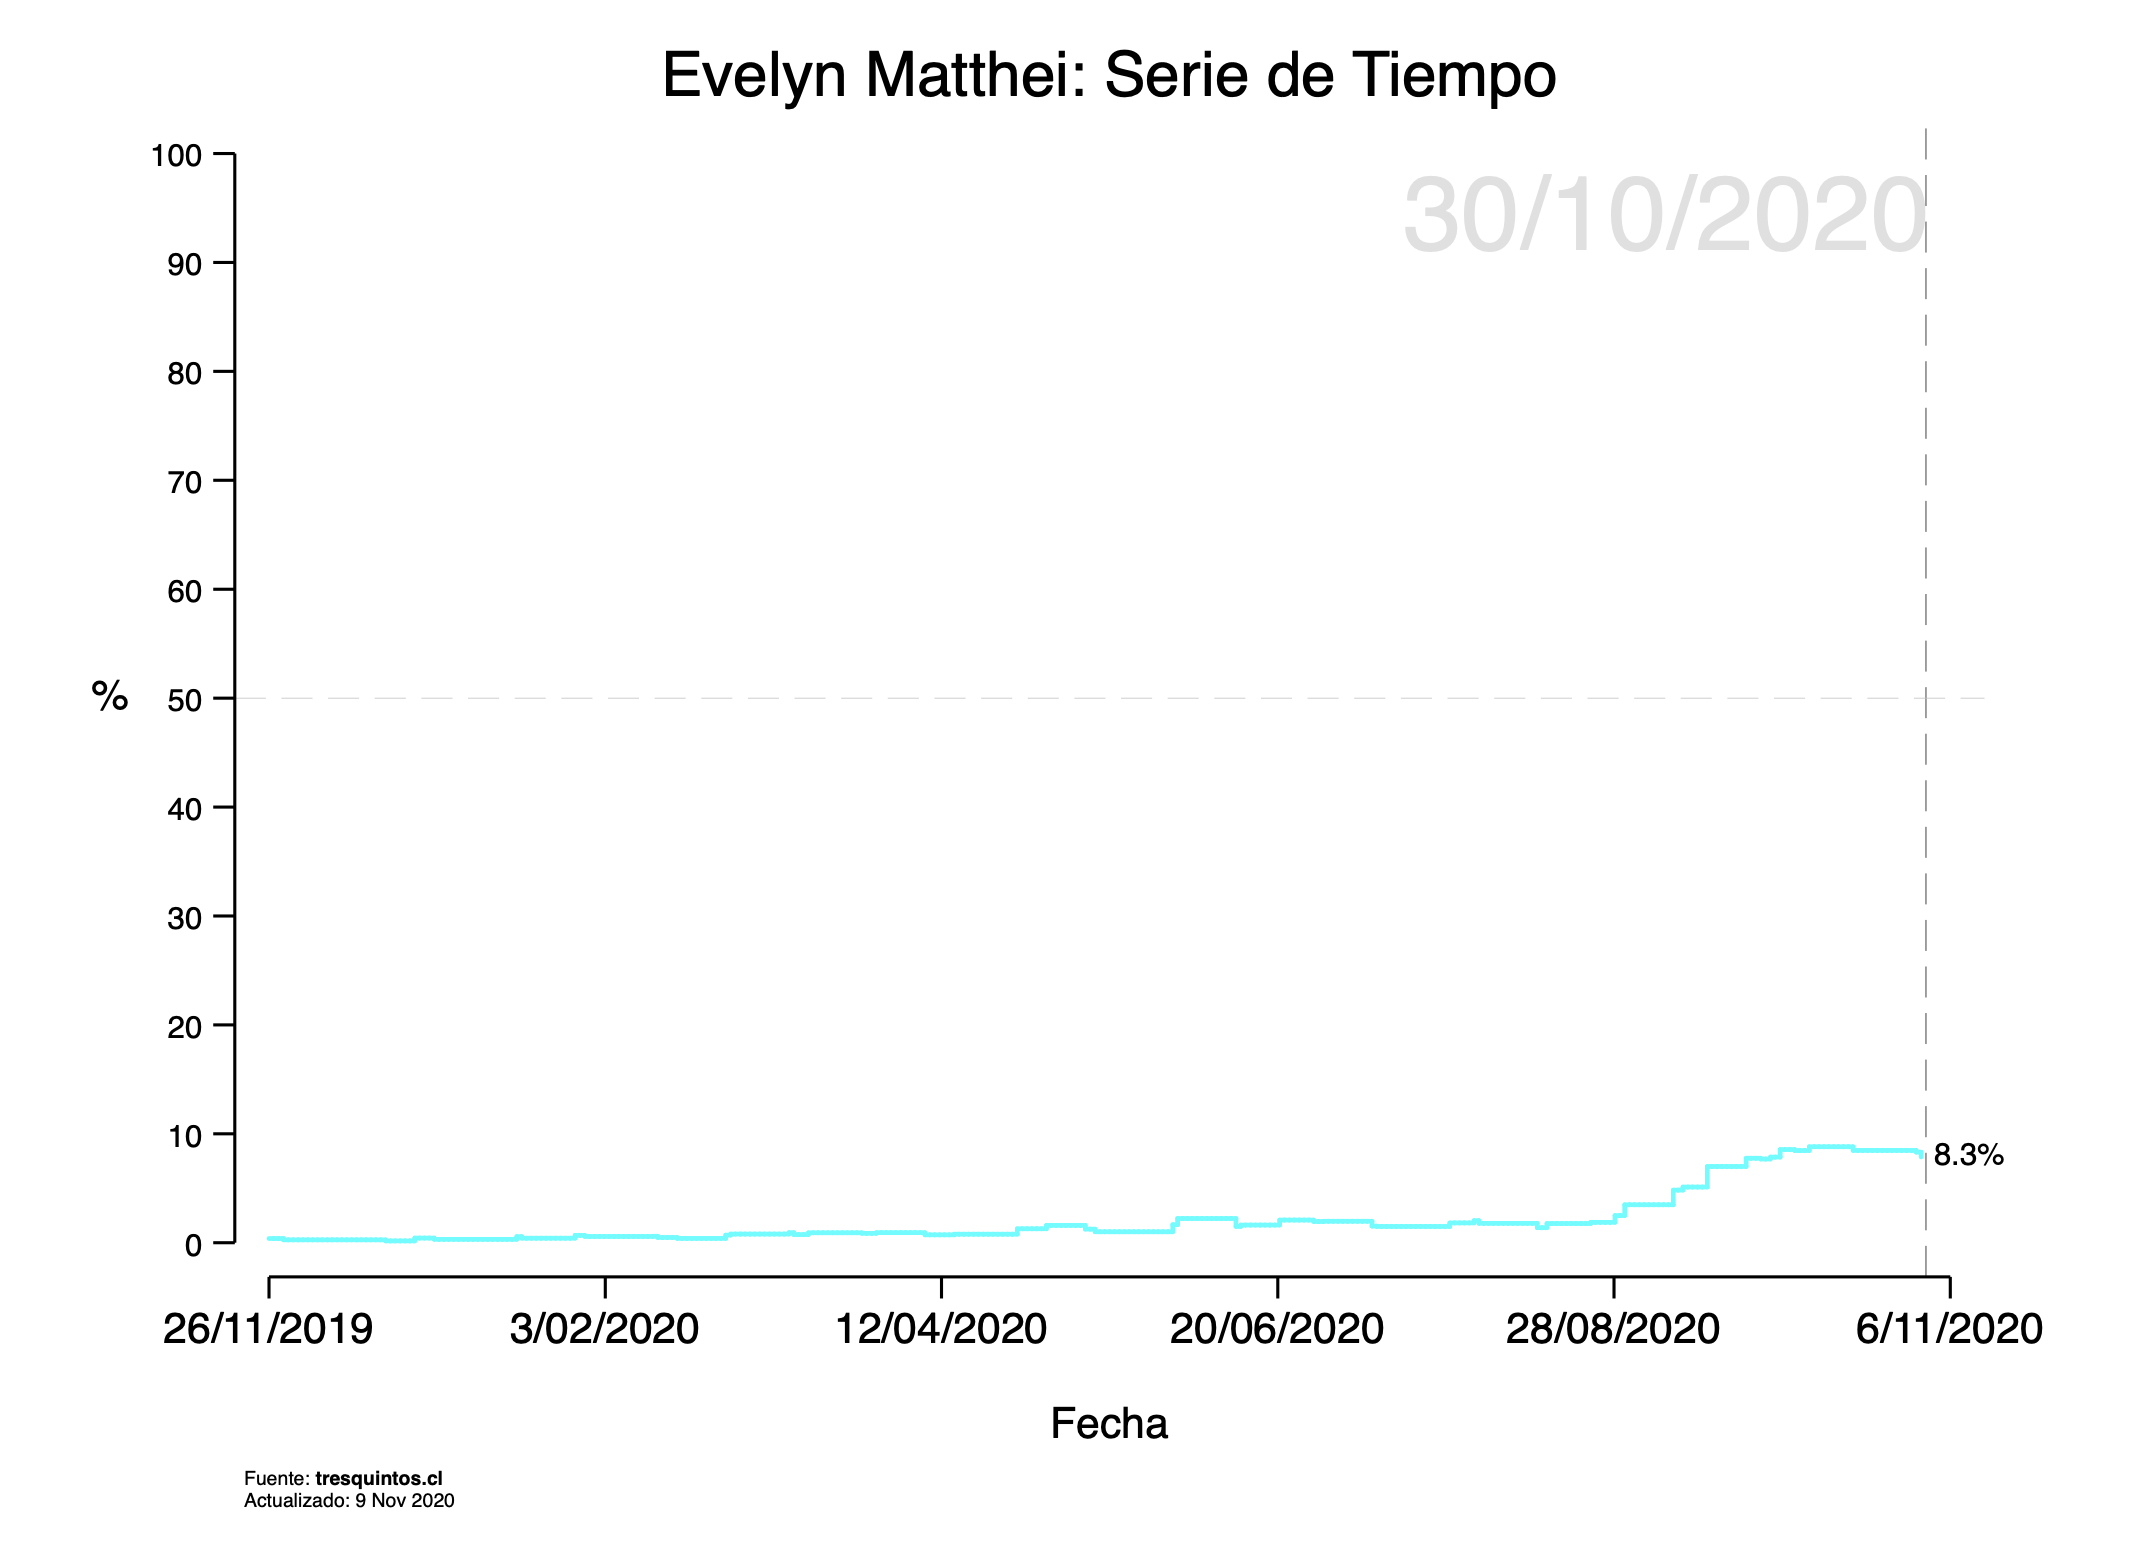 Evelyn Matthei: Serie de Tiempo
30/10/2020
100
90
80
70
60
%
50
40
30
20
10
0
8.3%
26/11/2019 3/02/2020 12/04/2020 20/06/2020 28/08/2020 6/11/2020
Fecha
Fuente: tresquintos.cl
Actualizado: 9 Nov 2020